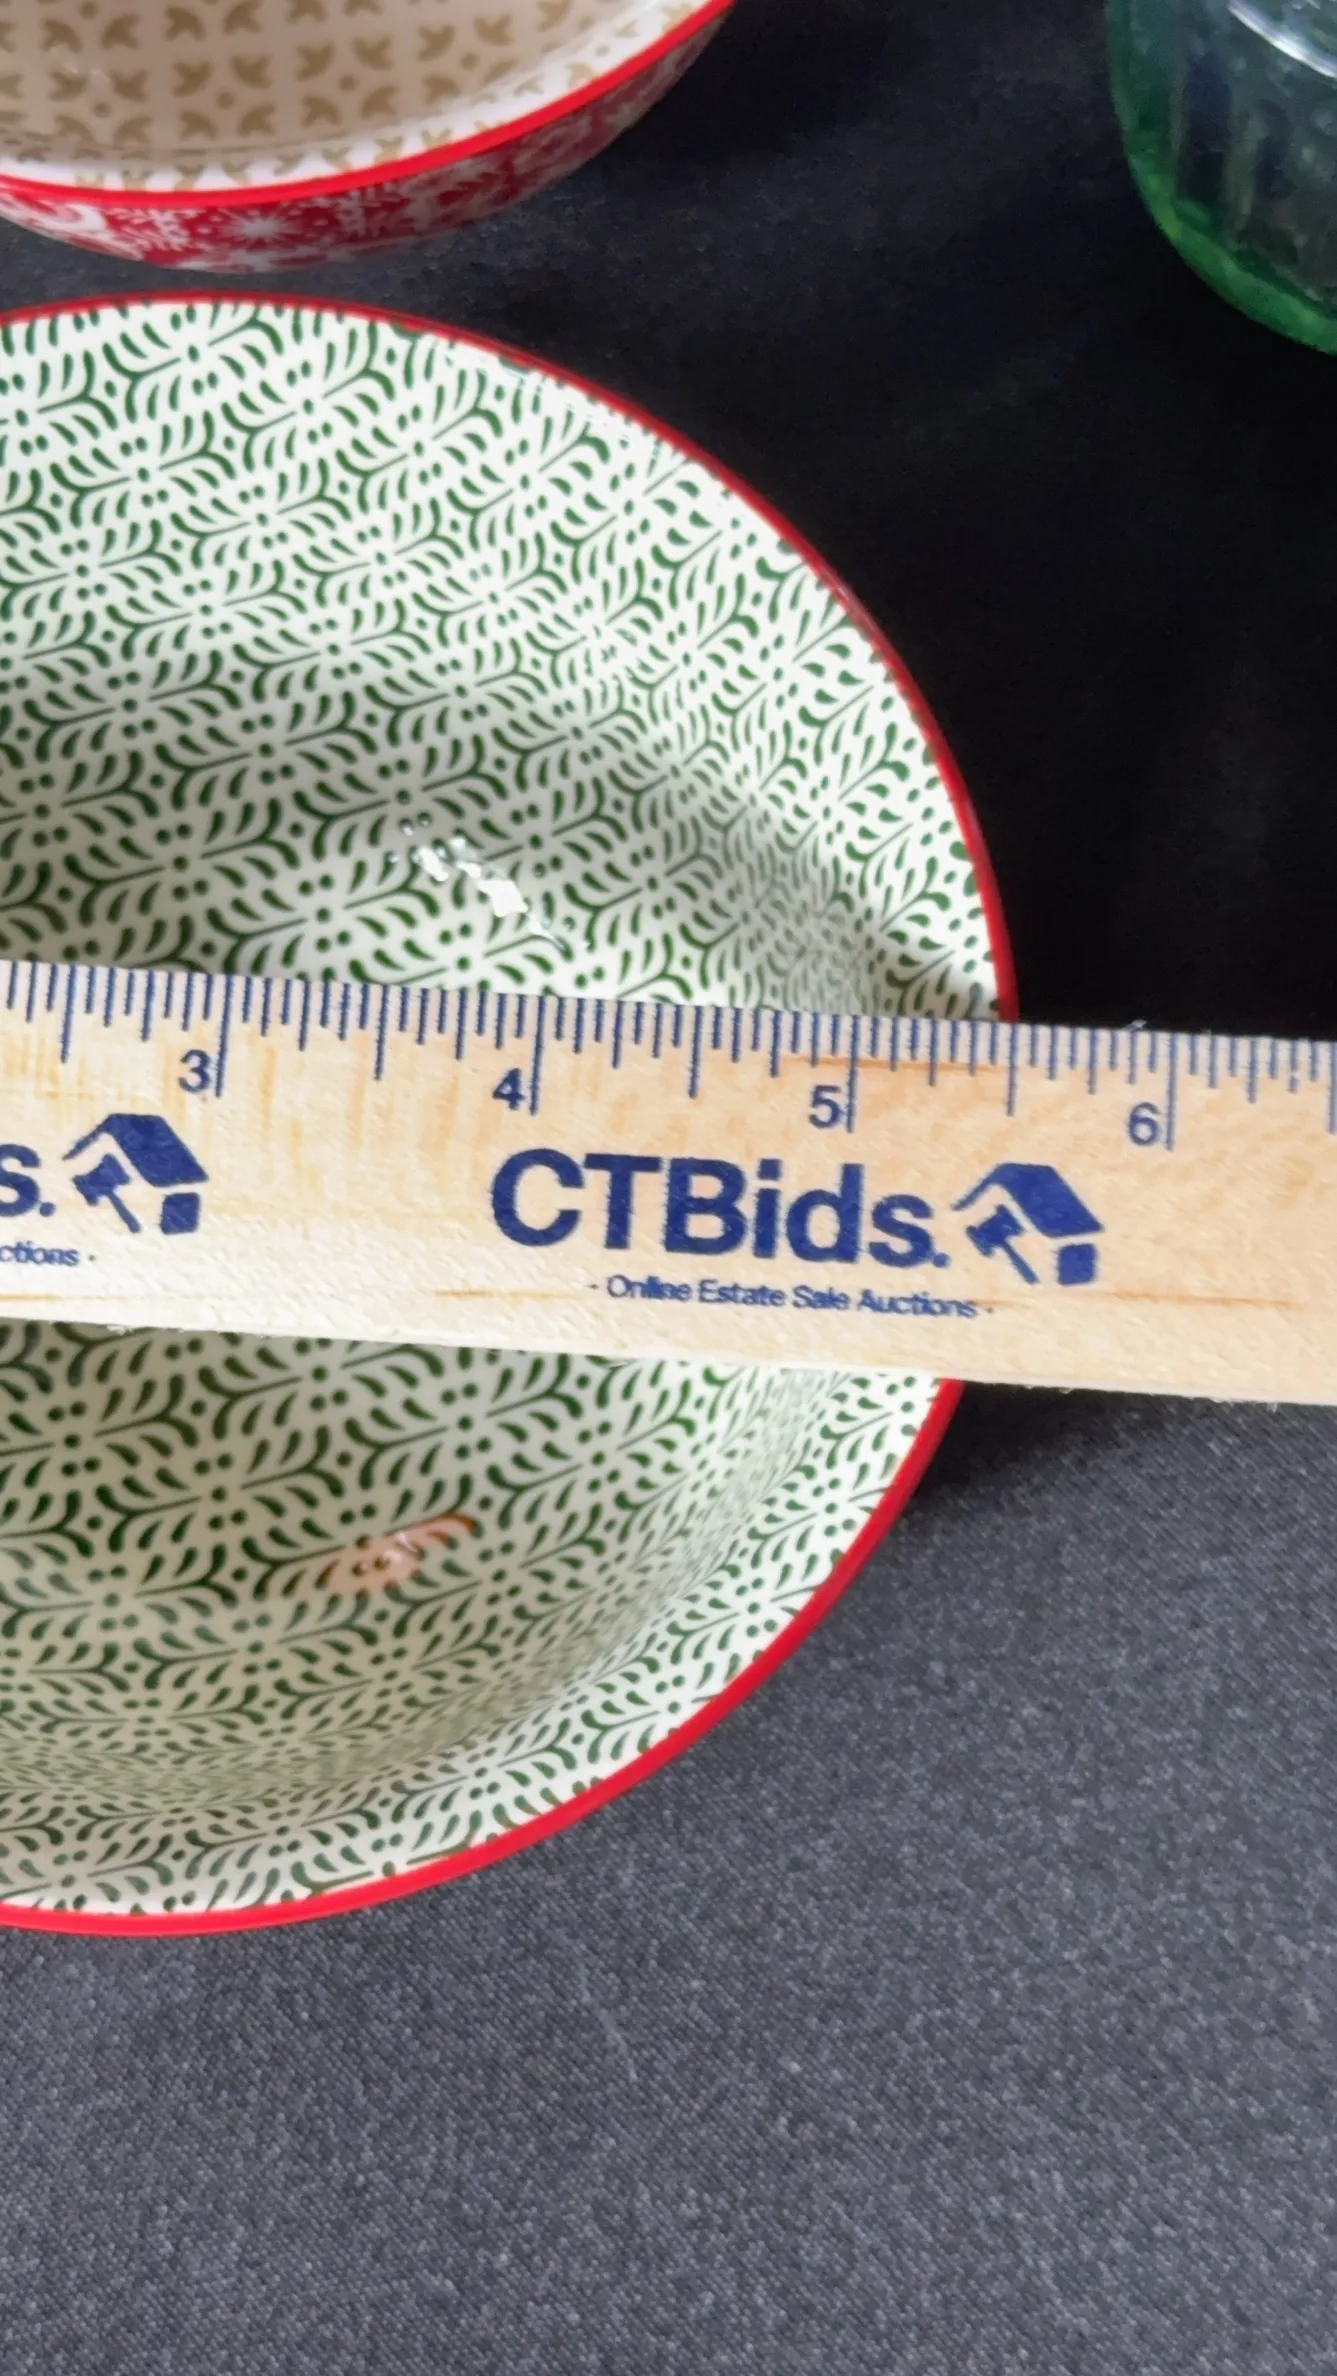 3 4 5 6
s. CTBids.
ctions · · Online Estate Sale Auctions ·